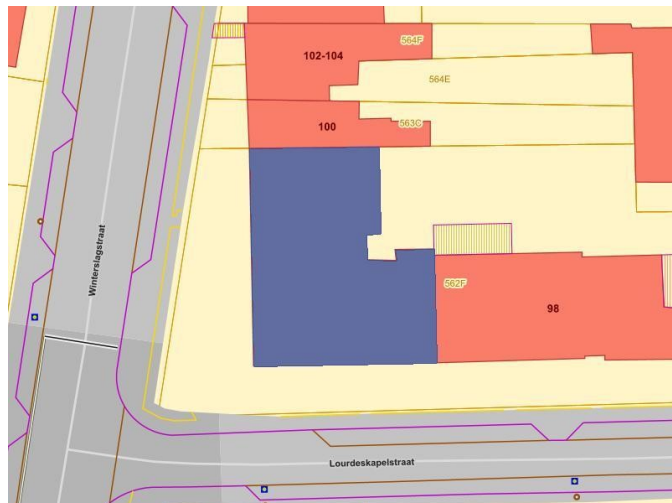 564F
102-104
564E
563G
100
Winterslagstraat
562F
98
Lourdeskapelstraat